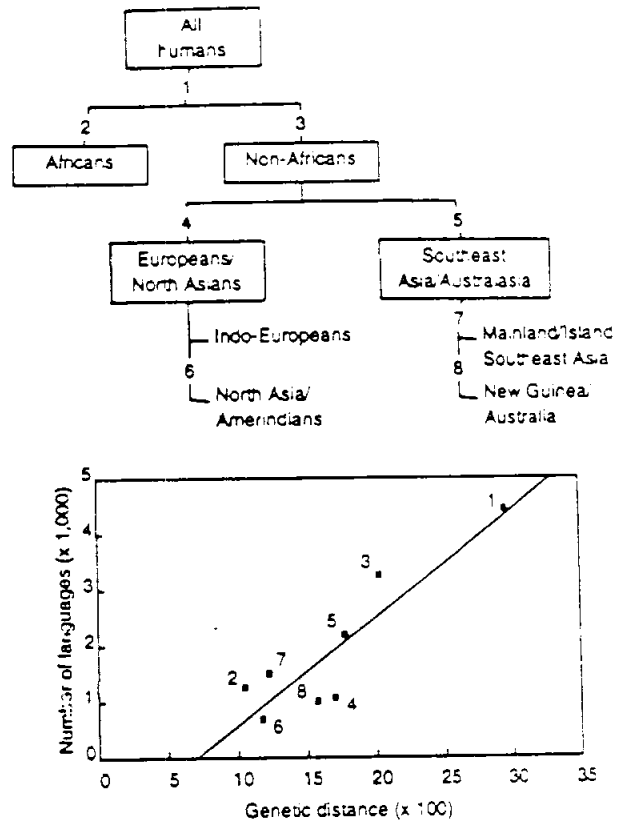 All
humans
1
2
3
Africans
Non-Africans
4
5
Europeans/
North Asians
Southeast
Asia/Australasia
Indo-Europeans
6
North Asia/
Amerindians
7
Mainland/Island
Southeast Asia
8
New Guinea/
Australia
5
4
3
2
1
0
Number of languages (x 1,000)
1
3
5
2
7
8
4
6
0
5
10
15
20
25
30
35
Genetic distance (x 100)